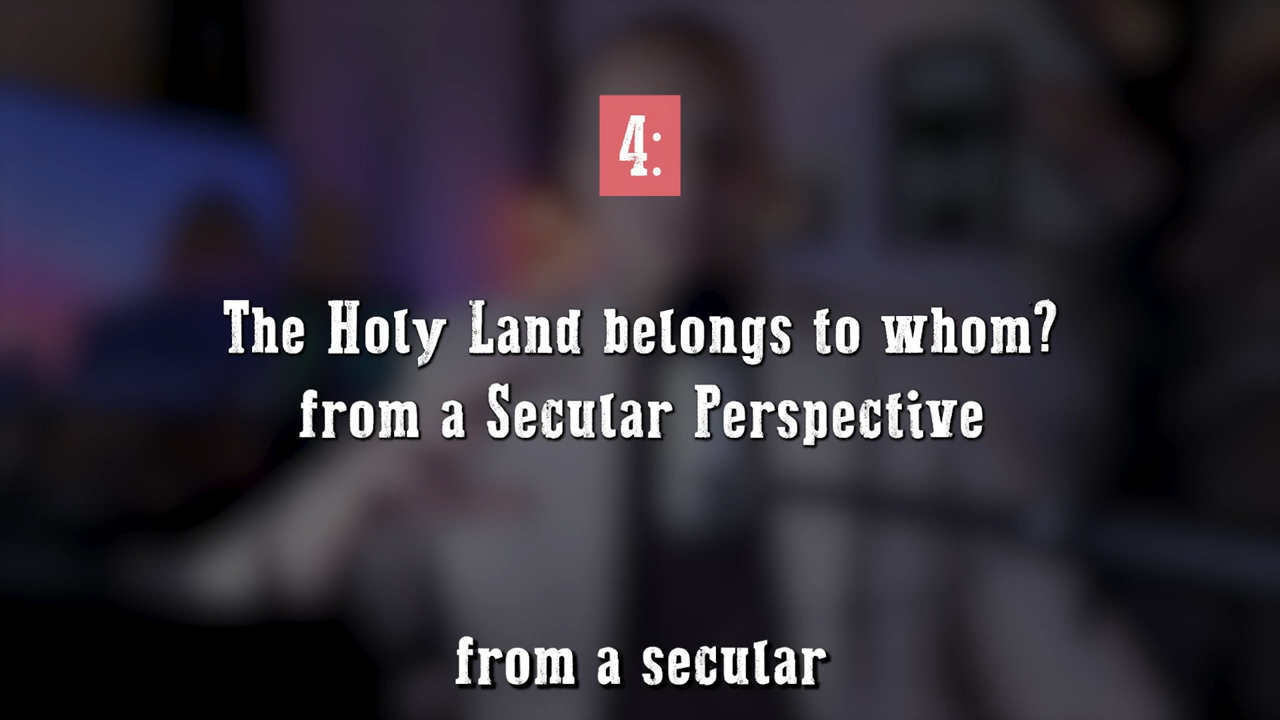 4:
The Holy Land belongs to whom?
from a Secular Perspective
from a secular